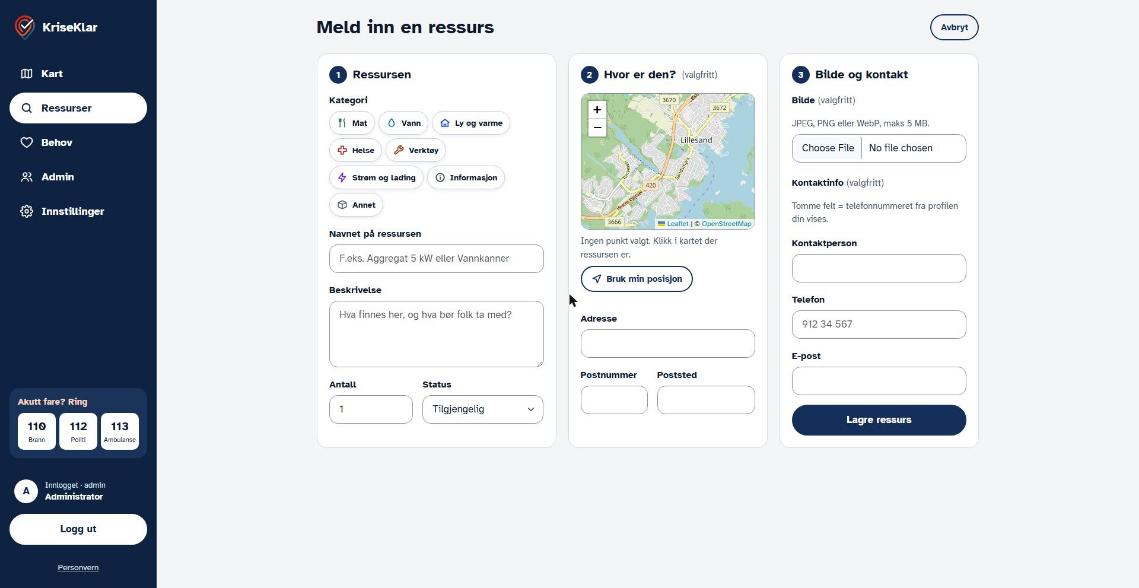 KriseKlar
Kart
Ressurser
Behov
Admin
Innstillinger
Akutt fare? Ring
110
Brann
112
Politi
113
Ambulanse
A
Innlogget · admin
Administrator
Logg ut
Personvern
Meld inn en ressurs
Avbryt
1 Ressursen
Kategori
Mat
Vann
Ly og varme
Helse
Verktøy
Strøm og lading
Informasjon
Annet
Navnet på ressursen
F.eks. Aggregat 5 kW eller Vannkanner
Beskrivelse
Hva finnes her, og hva bør folk ta med?
Antall
1
Status
Tilgjengelig
2 Hvor er den? (valgfritt)
+
−
3670
3672
Lillesand
420
3666
Leaflet | © OpenStreetMap
Ingen punkt valgt. Klikk i kartet der
ressursen er.
Bruk min posisjon
Adresse
Postnummer
Poststed
3 Bilde og kontakt
Bilde (valgfritt)
JPEG, PNG eller WebP, maks 5 MB.
Choose File No file chosen
Kontaktinfo (valgfritt)
Tomme felt = telefonnummeret fra profilen
din vises.
Kontaktperson
Telefon
912 34 567
E-post
Lagre ressurs